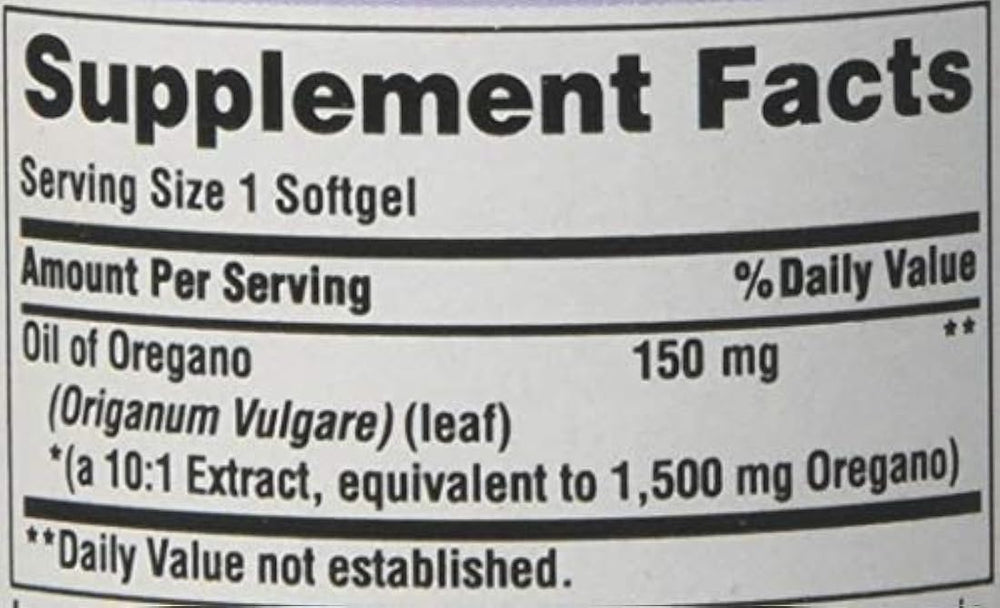 Supplement Facts
Serving Size 1 Softgel
Amount Per Serving % Daily Value
Oil of Oregano 150 mg **
(Origanum Vulgare) (leaf)
*(a 10:1 Extract, equivalent to 1,500 mg Oregano)
**Daily Value not established.